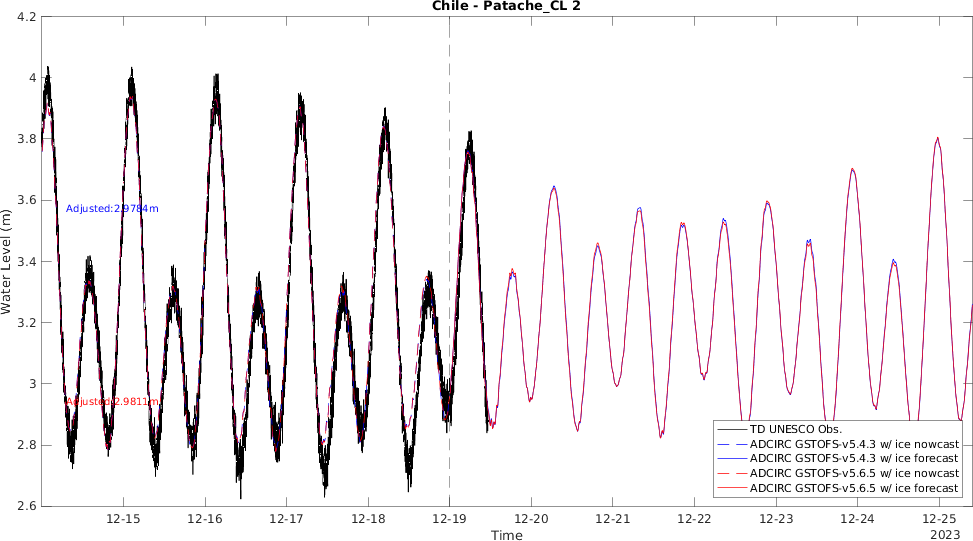 Chile - Patache_CL 2
Water Level (m)
4.2
4
3.8
3.6
3.4
3.2
3
2.8
2.6
Adjusted:2.9784m
Adjusted:2.9811m
TD UNESCO Obs.
ADCIRC GSTOFS-v5.4.3 w/ ice nowcast
ADCIRC GSTOFS-v5.4.3 w/ ice forecast
ADCIRC GSTOFS-v5.6.5 w/ ice nowcast
ADCIRC GSTOFS-v5.6.5 w/ ice forecast
12-15 12-16 12-17 12-18 12-19 12-20 12-21 12-22 12-23 12-24 12-25
2023
Time